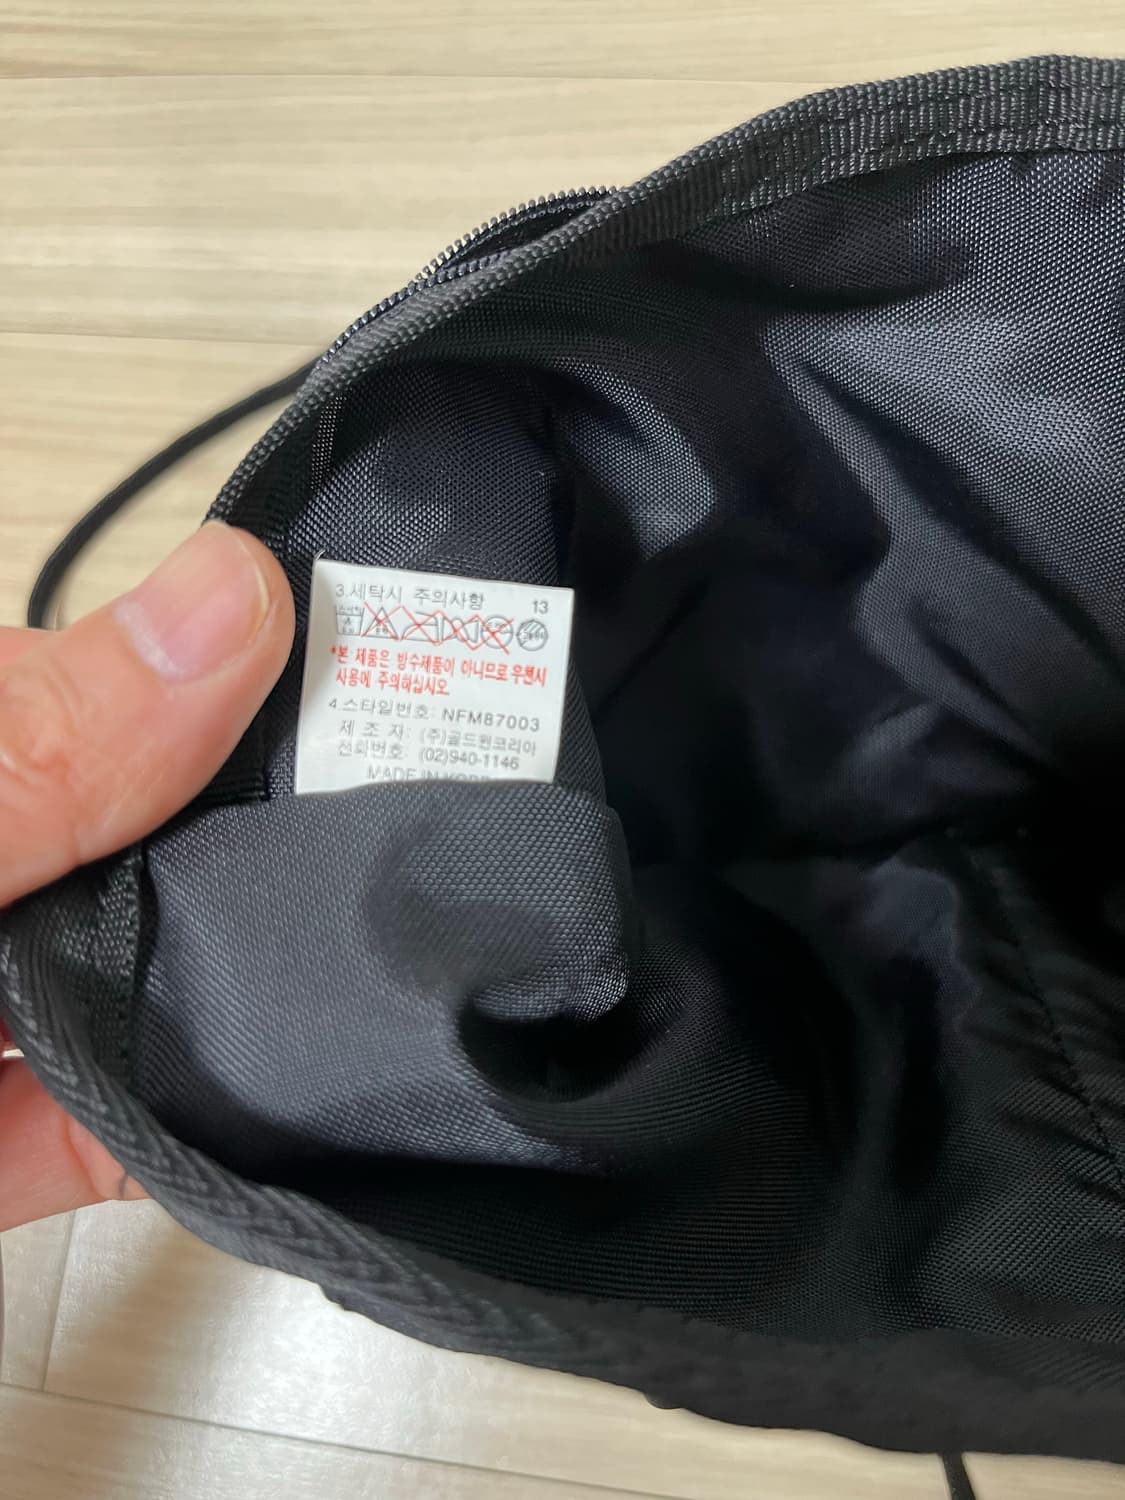 3.세탁시 주의사항 13
*본 제품은 방수제품이 아니므로 우천시
사용에 주의하십시오.
4.스타일번호: NFM87003
제 조 자: (주)골드윈코리아
전화번호: (02)940-1146
MADE IN KOREA